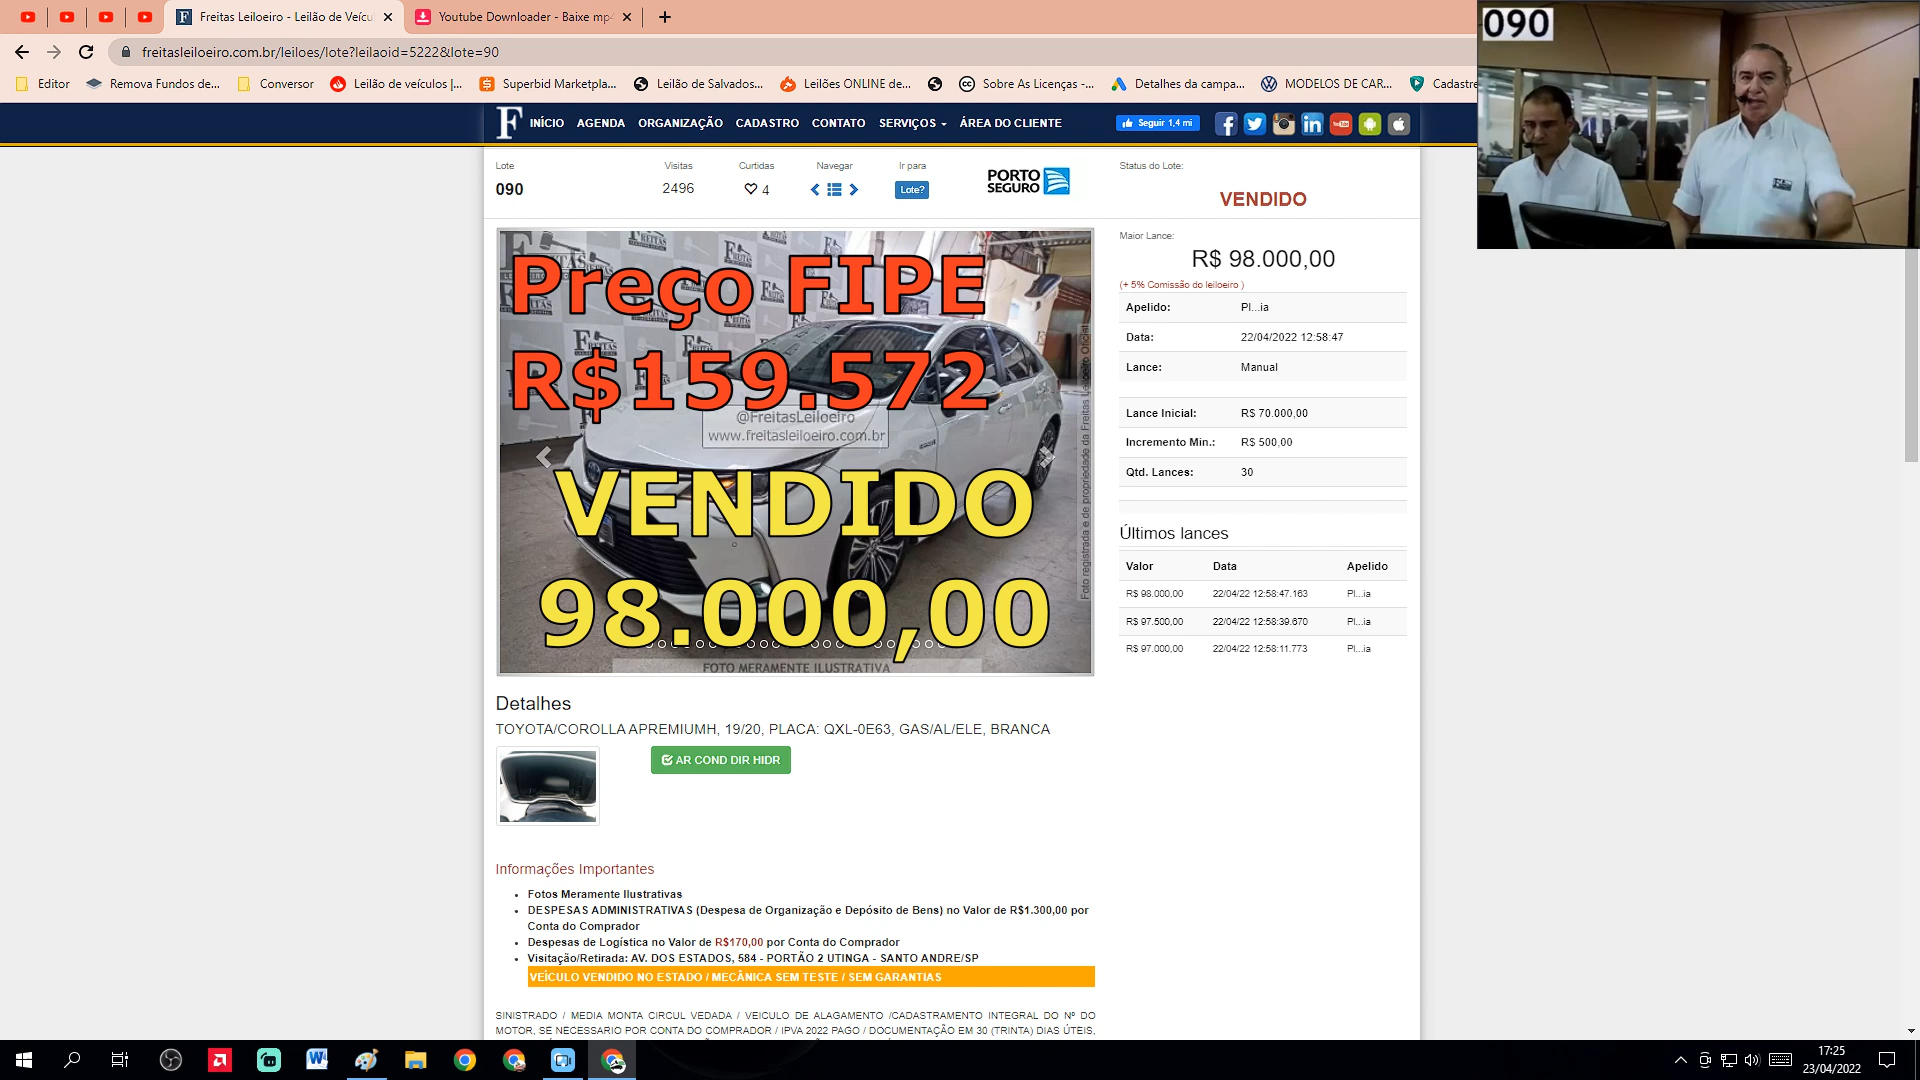 Freitas Leiloeiro - Leilão de Veícu
Youtube Downloader - Baixe mp
freitasleiloeiro.com.br/leiloes/lote?leilaoid=5222&lote=90
Editor
Remova Fundos de...
Conversor
Leilão de veículos |...
Superbid Marketpla...
Leilão de Salvados...
Leilões ONLINE de...
Sobre As Licenças -...
Detalhes da campa...
MODELOS DE CAR...
Cadastre
090
F
INÍCIO
AGENDA
ORGANIZAÇÃO
CADASTRO
CONTATO
SERVIÇOS
ÁREA DO CLIENTE
Seguir 1,4 mi
Lote
090
Visitas
2496
Curtidas
4
Navegar
Ir para
Lote?
PORTO
SEGURO
Status do Lote:
VENDIDO
Maior Lance:
R$ 98.000,00
(+ 5% Comissão do leiloeiro )
Apelido: Pl...ia
Data: 22/04/2022 12:58:47
Lance: Manual
Lance Inicial: R$ 70.000,00
Incremento Min.: R$ 500,00
Qtd. Lances: 30
Últimos lances
Valor Data Apelido
R$ 98.000,00 22/04/22 12:58:47.163 Pl...ia
R$ 97.500,00 22/04/22 12:58:39.670 Pl...ia
R$ 97.000,00 22/04/22 12:58:11.773 Pl...ia
Preço FIPE
R$159.572
@FreitasLeiloeiro
www.freitasleiloeiro.com.br
VENDIDO
98.000,00
FOTO MERAMENTE ILUSTRATIVA
Foto registrada e de propriedade da Freitas Leiloeiro Oficial
Detalhes
TOYOTA/COROLLA APREMIUMH, 19/20, PLACA: QXL-0E63, GAS/AL/ELE, BRANCA
AR COND DIR HIDR
Informações Importantes
Fotos Meramente Ilustrativas
DESPESAS ADMINISTRATIVAS (Despesa de Organização e Depósito de Bens) no Valor de R$1.300,00 por
Conta do Comprador
Despesas de Logística no Valor de R$170,00 por Conta do Comprador
Visitação/Retirada: AV. DOS ESTADOS, 584 - PORTÃO 2 UTINGA - SANTO ANDRE/SP
VEÍCULO VENDIDO NO ESTADO / MECÂNICA SEM TESTE / SEM GARANTIAS
SINISTRADO / MEDIA MONTA CIRCUL VEDADA / VEICULO DE ALAGAMENTO /CADASTRAMENTO INTEGRAL DO Nº DO
MOTOR, SE NECESSARIO POR CONTA DO COMPRADOR / IPVA 2022 PAGO / DOCUMENTAÇÃO EM 30 (TRINTA) DIAS ÚTEIS,
17:25
23/04/2022